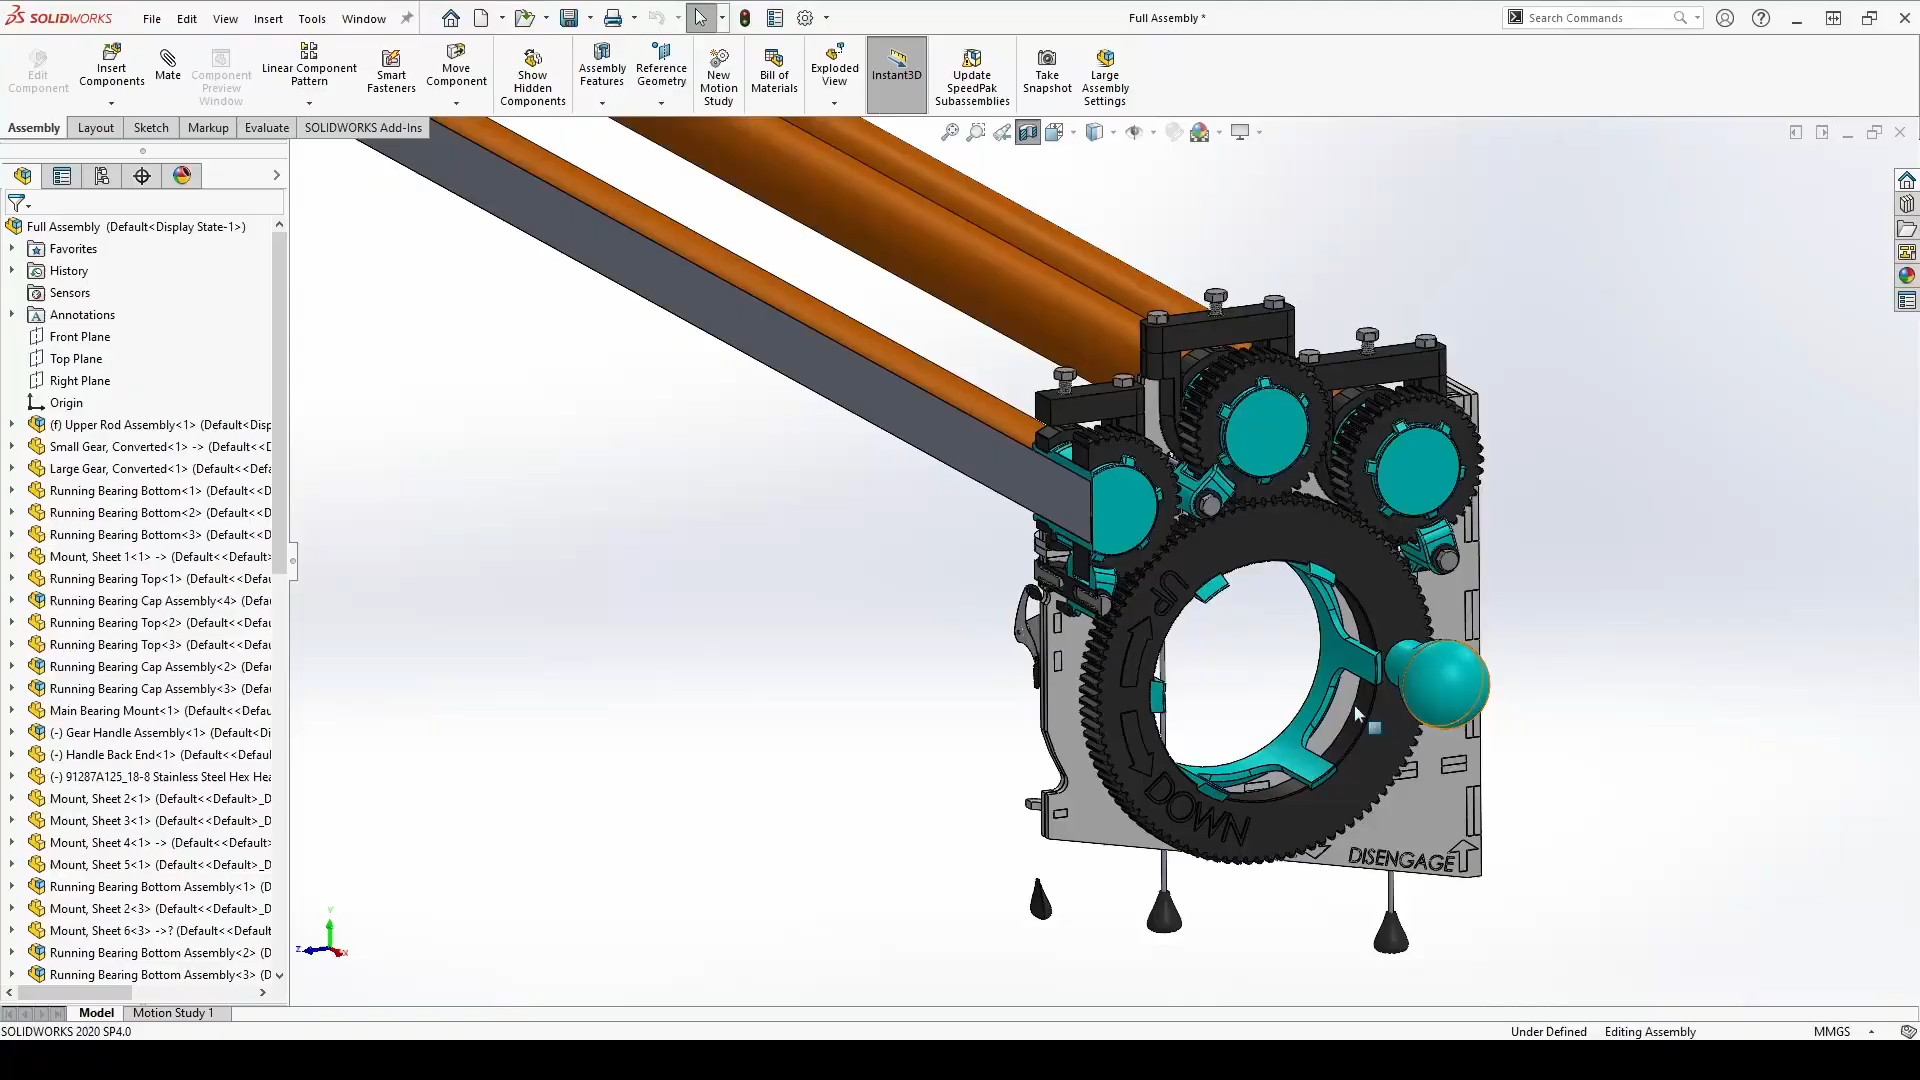 SOLIDWORKS
File Edit View Insert Tools Window
Full Assembly *
Search Commands
Edit Component
Insert Components
Mate
Component Preview Window
Linear Component Pattern
Smart Fasteners
Move Component
Show Hidden Components
Assembly Features
Reference Geometry
New Motion Study
Bill of Materials
Exploded View
Instant3D
Update SpeedPak Subassemblies
Take Snapshot
Large Assembly Settings
Assembly Layout Sketch Markup Evaluate SOLIDWORKS Add-Ins
Full Assembly (Default<Display State-1>)
Favorites
History
Sensors
Annotations
Front Plane
Top Plane
Right Plane
Origin
(f) Upper Rod Assembly<1> (Default<Disp
Small Gear, Converted<1> -> (Default<<D
Large Gear, Converted<1> (Default<<Defa
Running Bearing Bottom<1> (Default<<D
Running Bearing Bottom<2> (Default<<D
Running Bearing Bottom<3> (Default<<D
Mount, Sheet 1<1> -> (Default<<Default>
Running Bearing Top<1> (Default<<Defau
Running Bearing Cap Assembly<4> (Defau
Running Bearing Top<2> (Default<<Defau
Running Bearing Top<3> (Default<<Defau
Running Bearing Cap Assembly<2> (Defau
Running Bearing Cap Assembly<3> (Defau
Main Bearing Mount<1> (Default<<Defau
(-) Gear Handle Assembly<1> (Default<Di
(-) Handle Back End<1> (Default<<Defaul
(-) 91287A125_18-8 Stainless Steel Hex Hea
Mount, Sheet 2<1> (Default<<Default>_D
Mount, Sheet 3<1> (Default<<Default>_D
Mount, Sheet 4<1> -> (Default<<Default>
Mount, Sheet 5<1> (Default<<Default>_D
Running Bearing Bottom Assembly<1> (D
Mount, Sheet 2<3> (Default<<Default>_D
Mount, Sheet 6<3> ->? (Default<<Default
Running Bearing Bottom Assembly<2> (D
Running Bearing Bottom Assembly<3> (D
UP
DOWN
DISENGAGE
Y
Z
X
Model Motion Study 1
SOLIDWORKS 2020 SP4.0
Under Defined Editing Assembly MMGS